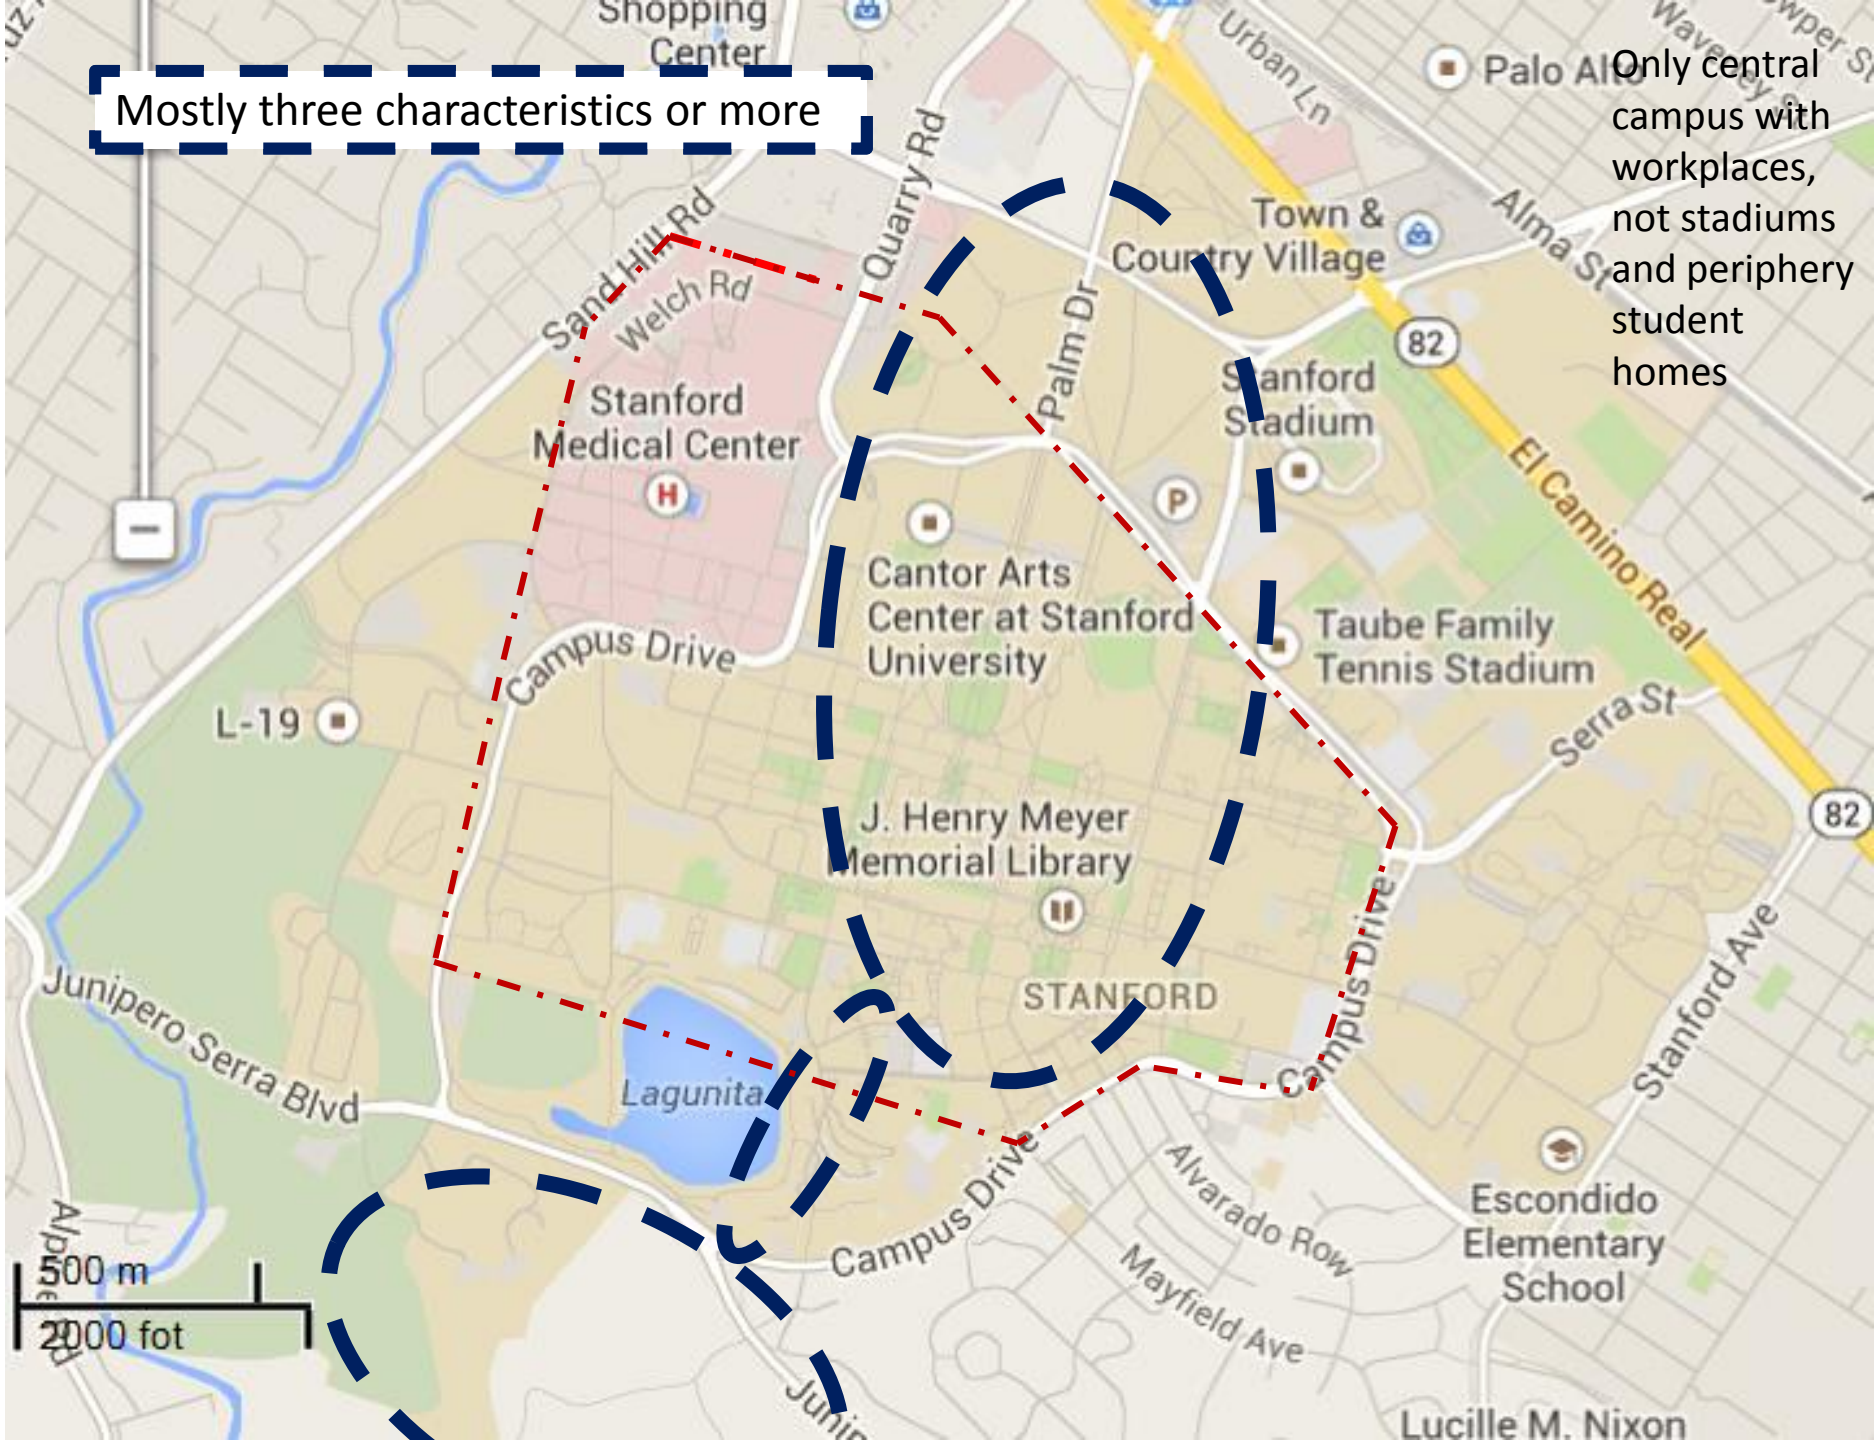 Shopping
Center
Mostly three characteristics or more
Urban Ln
Palo Alto
Waverley St
Only central
campus with
workplaces,
not stadiums
and periphery
student
homes
Quarry Rd
Sand Hill Rd
Welch Rd
Town &
Country Village
Alma St
Palm Dr
82
Stanford
Stadium
Stanford
Medical Center
H
P
El Camino Real
Cantor Arts
Center at Stanford
University
Taube Family
Tennis Stadium
Campus Drive
L-19
Serra St
J. Henry Meyer
Memorial Library
82
STANFORD
Campus Drive
Stanford Ave
Junipero Serra Blvd
Lagunita
Campus Drive
Alvarado Row
Mayfield Ave
Escondido
Elementary
School
500 m
2000 fot
Lucille M. Nixon